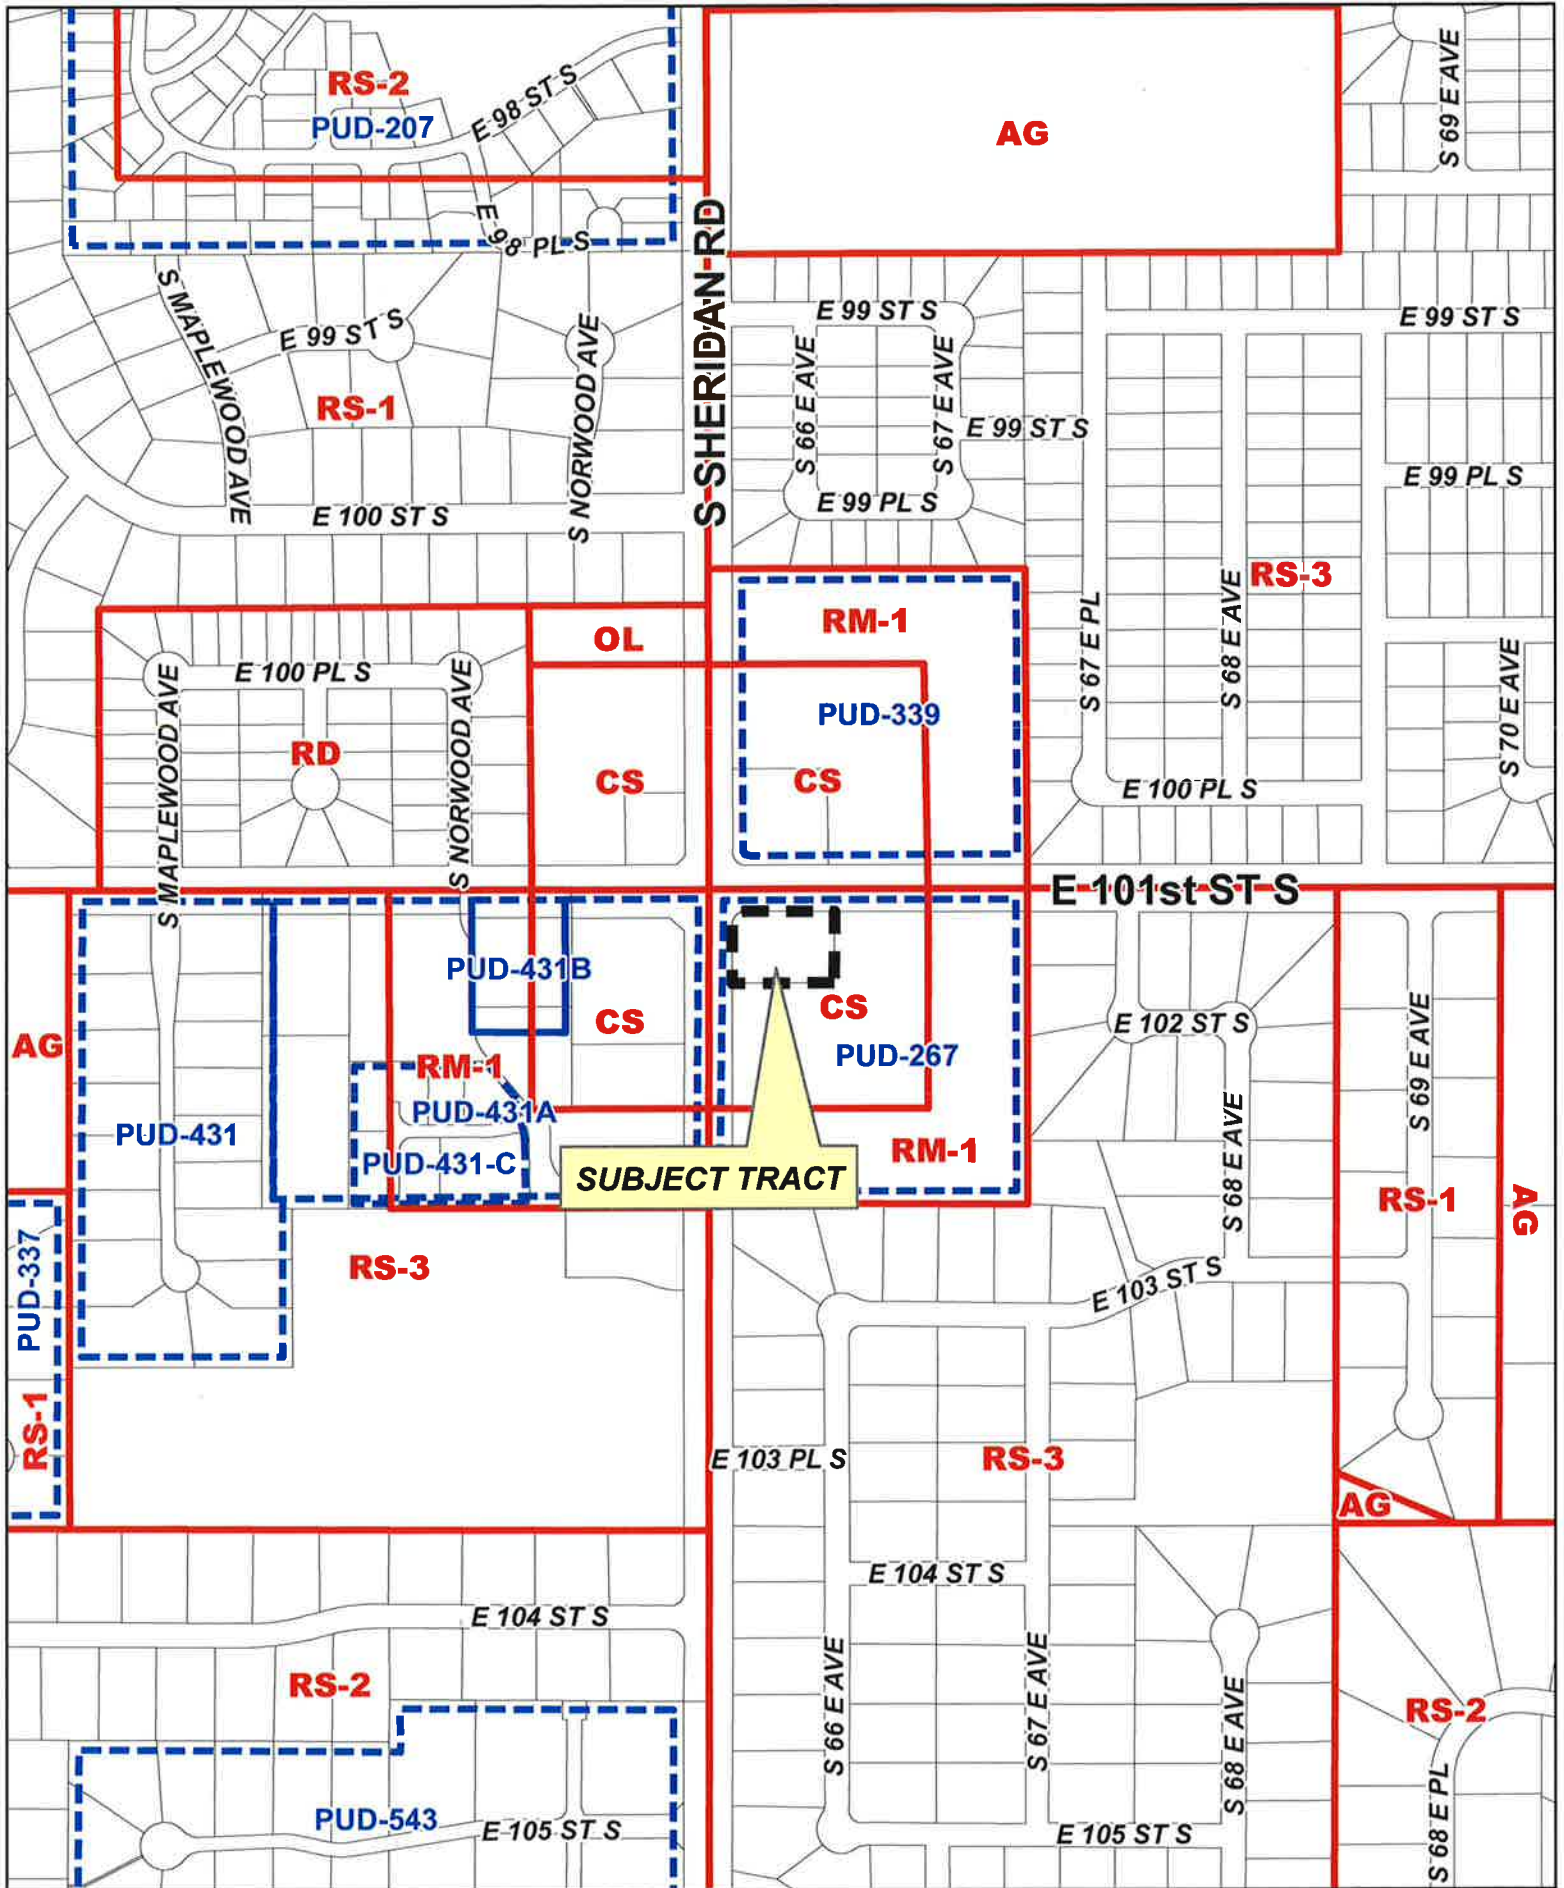 S 69 E AVE
RS-2
E 98 ST S
PUD-207
AG
E 98 PL S
S SHERIDAN RD
S MAPLEWOOD AVE
E 99 ST S
E 99 ST S
E 99 ST S
S NORWOOD AVE
S 66 E AVE
S 67 E AVE
RS-1
E 99 ST S
E 99 PL S
E 99 PL S
E 100 ST S
RS-3
S 67 E PL
S 68 E AVE
RM-1
OL
S 70 E AVE
E 100 PL S
S MAPLEWOOD AVE
S NORWOOD AVE
PUD-339
RD
CS
CS
E 100 PL S
E 101st ST S
PUD-431B
CS
CS
E 102 ST S
S 69 E AVE
AG
PUD-267
RM-1
PUD-431A
PUD-431
S 68 E AVE
RM-1
PUD-431-C
SUBJECT TRACT
RS-1
AG
PUD-337
RS-3
E 103 ST S
RS-1
E 103 PL S
RS-3
AG
E 104 ST S
E 104 ST S
RS-2
S 66 E AVE
S 67 E AVE
S 68 E AVE
RS-2
S 68 E PL
PUD-543
E 105 ST S
E 105 ST S